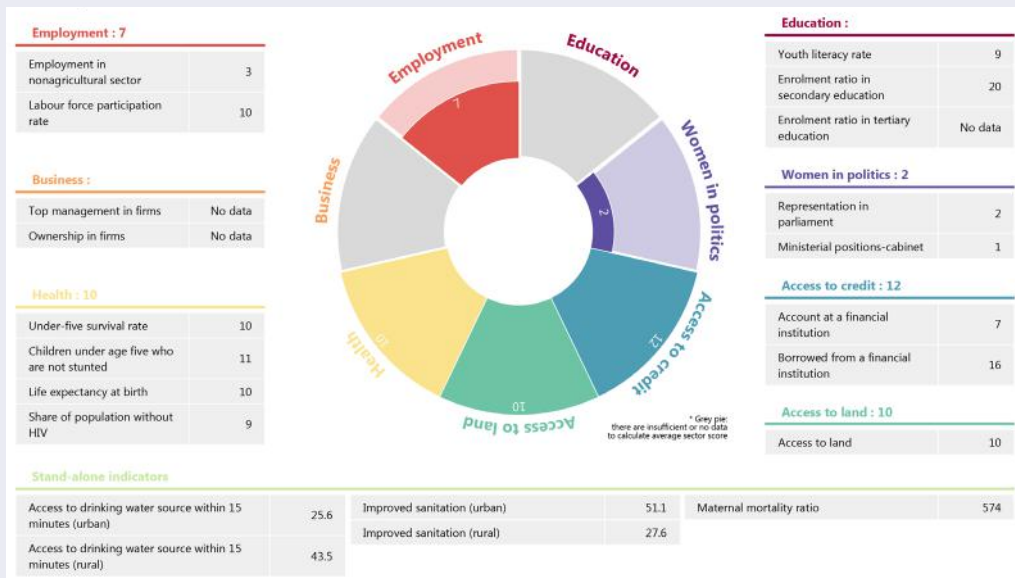 Employment : 7
Employment in
nonagricultural sector
3
Labour force participation
rate
10
Business :
Top management in firms
No data
Ownership in firms
No data
Health : 10
Under-five survival rate
10
Children under age five who
are not stunted
11
Life expectancy at birth
10
Share of population without
HIV
9
Employment
Education
Women in politics
Access to credit
Access to land
Health
Business
7
2
12
10
10
* Grey pie:
there are insufficient or no data
to calculate average sector score
Education :
Youth literacy rate
9
Enrolment ratio in
secondary education
20
Enrolment ratio in tertiary
education
No data
Women in politics : 2
Representation in
parliament
2
Ministerial positions-cabinet
1
Access to credit : 12
Account at a financial
institution
7
Borrowed from a financial
institution
16
Access to land : 10
Access to land
10
Stand-alone indicators
Access to drinking water source within 15
minutes (urban)
25.6
Access to drinking water source within 15
minutes (rural)
43.5
Improved sanitation (urban)
51.1
Improved sanitation (rural)
27.6
Maternal mortality ratio
574